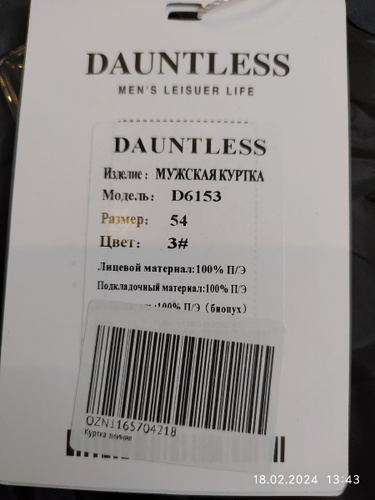 DAUNTLESS
MEN'S LEISUER LIFE
DAUNTLESS
Изделие: МУЖСКАЯ КУРТКА
Модель: D6153
Размер: 54
Цвет: 3#
Лицевой материал:100% П/Э
Подкладочный материал:100% П/Э
:100% П/Э (биопух)
OZN1165704218
Куртка зимняя
18.02.2024 13:43